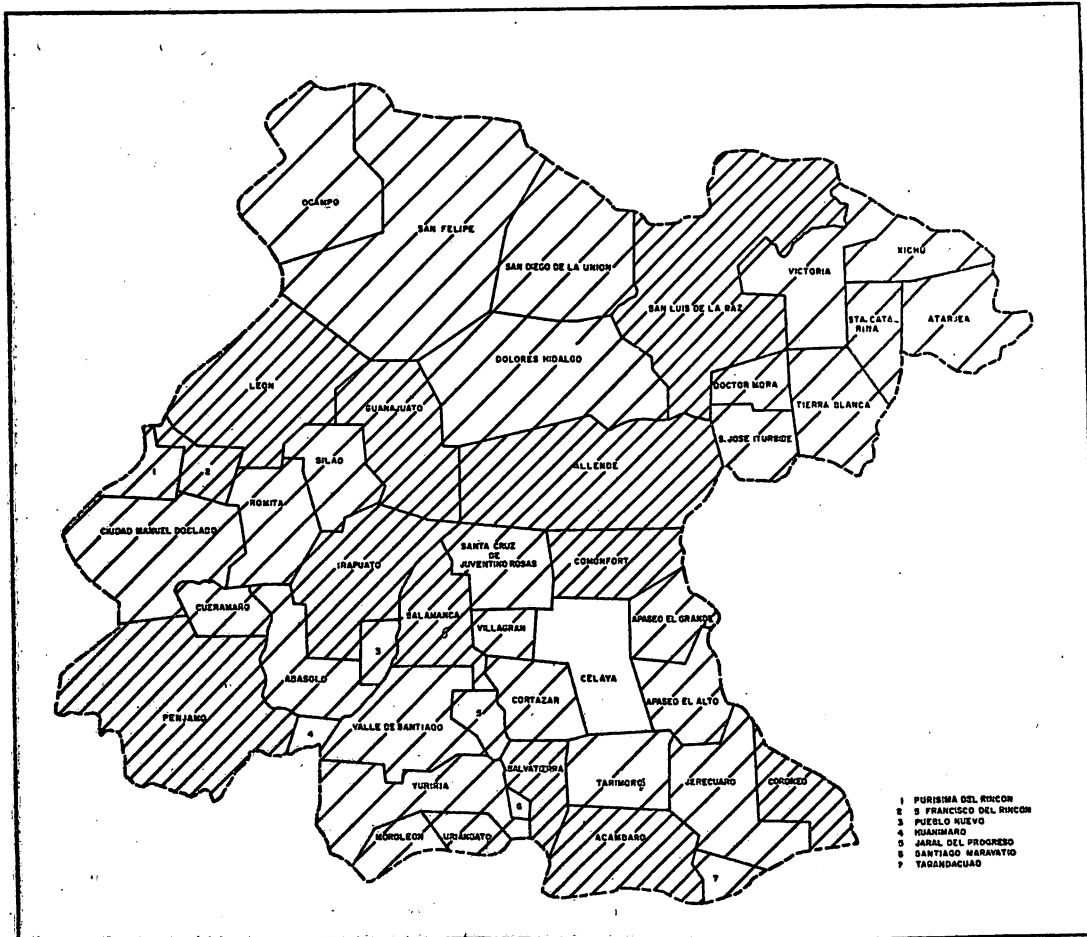 OCAMPO
SAN FELIPE
SAN DIEGO DE LA UNION
SAN LUIS DE LA PAZ
VICTORIA
XICHU
STA. CATA-
RINA
ATARJEA
LEON
DOLORES HIDALGO
GUANAJUATO
DOCTOR MORA
TIERRA BLANCA
S. JOSE ITURBIDE
ALLENDE
SILAO
1
2
ROMITA
CIUDAD MANUEL DOBLADO
IRAPUATO
SANTA CRUZ
DE
JUVENTINO ROSAS
COMONFORT
CUERAMARO
SALAMANCA
VILLAGRAN
APASEO EL GRANDE
3
ABASOLO
CELAYA
CORTAZAR
APASEO EL ALTO
PENJAMO
4
VALLE DE SANTIAGO
5
SALVATIERRA
TARIMORO
JERECUARO
CORONEO
YURIRIA
6
MOROLEON
URIANGATO
ACAMBARO
7
1 PURISIMA DEL RINCON
2 S FRANCISCO DEL RINCON
3 PUEBLO NUEVO
4 HUANIMARO
5 JARAL DEL PROGRESO
6 SANTIAGO MARAVATIO
7 TARANDACUAO